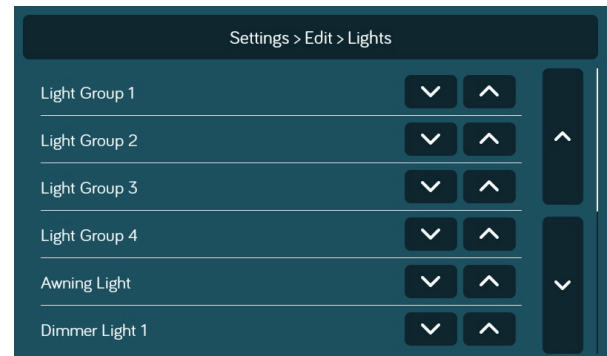 Settings > Edit > Lights
Light Group 1
Light Group 2
Light Group 3
Light Group 4
Awning Light
Dimmer Light 1